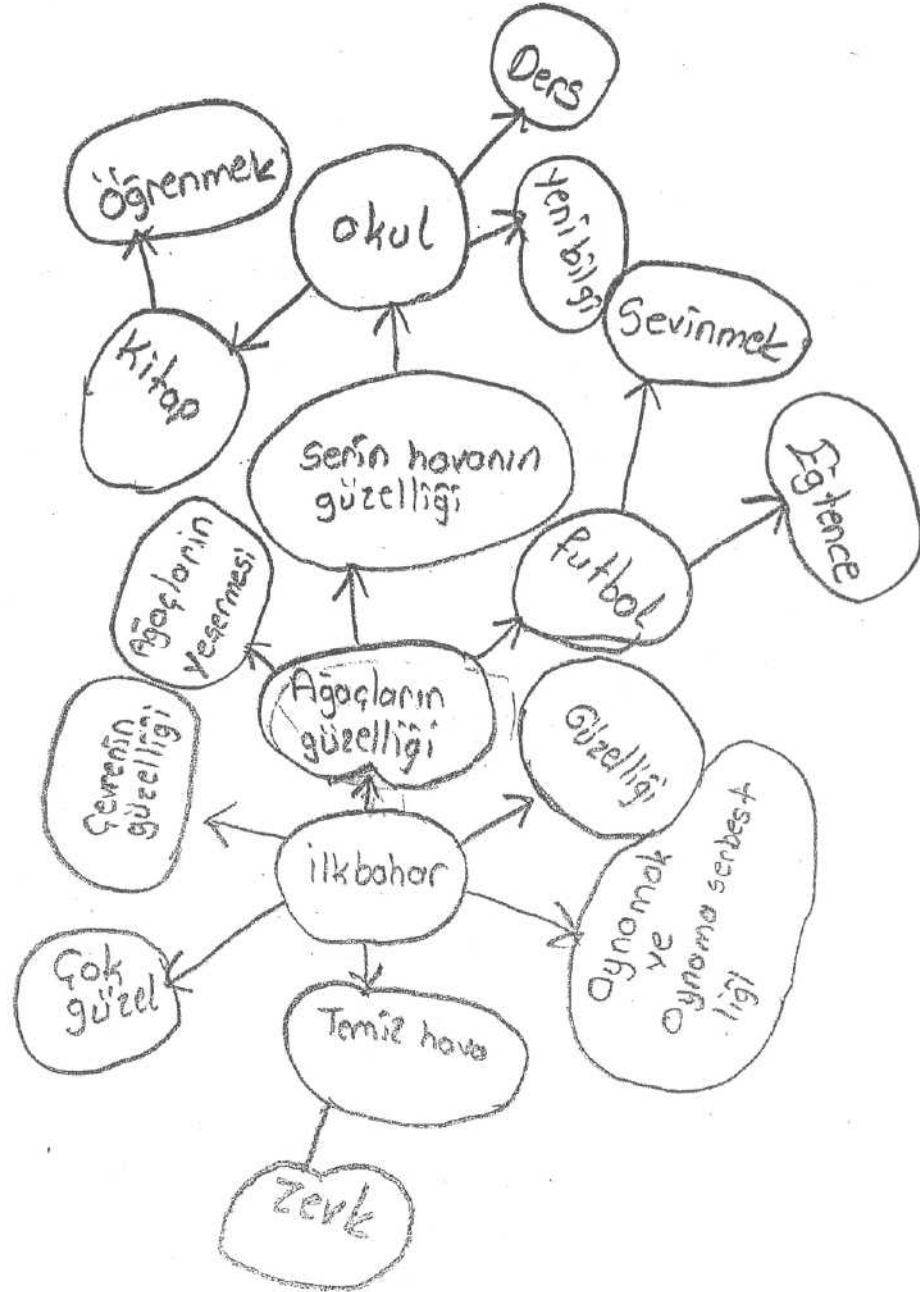 Ders
Öğrenmek
okul
yeni bilgi
Sevinmek
Kitap
Serin havanın
güzelliği
Eğlence
futbol
Ağaçların
yeşermesi
Ağaçların
güzelliği
Güzelliği
Çevrenin
güzelliği
ilkbahar
Oynamak
ve
Oynama serbest
liği
Çok
güzel
Temiz hava
Zevk